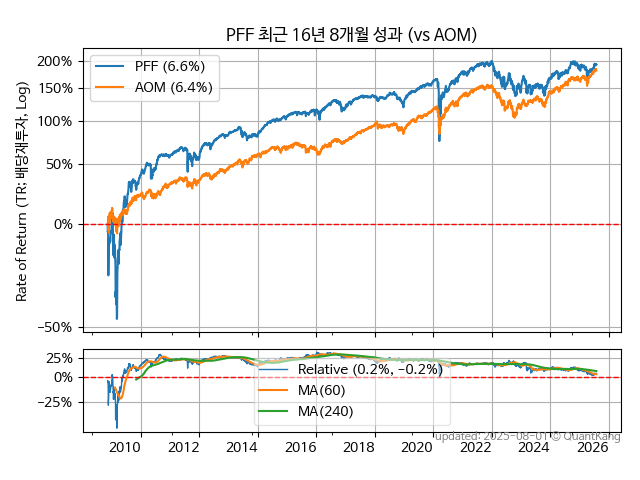 PFF 최근 16년 8개월 성과 (vs AOM)
Rate of Return (TR; 배당재투자, Log)
200%
150%
100%
50%
0%
−50%
PFF (6.6%)
AOM (6.4%)
25%
0%
−25%
Relative (0.2%, −0.2%)
MA(60)
MA(240)
2010 2012 2014 2016 2018 2020 2022 2024 2026
updated: 2025-08-01 © QuantKang